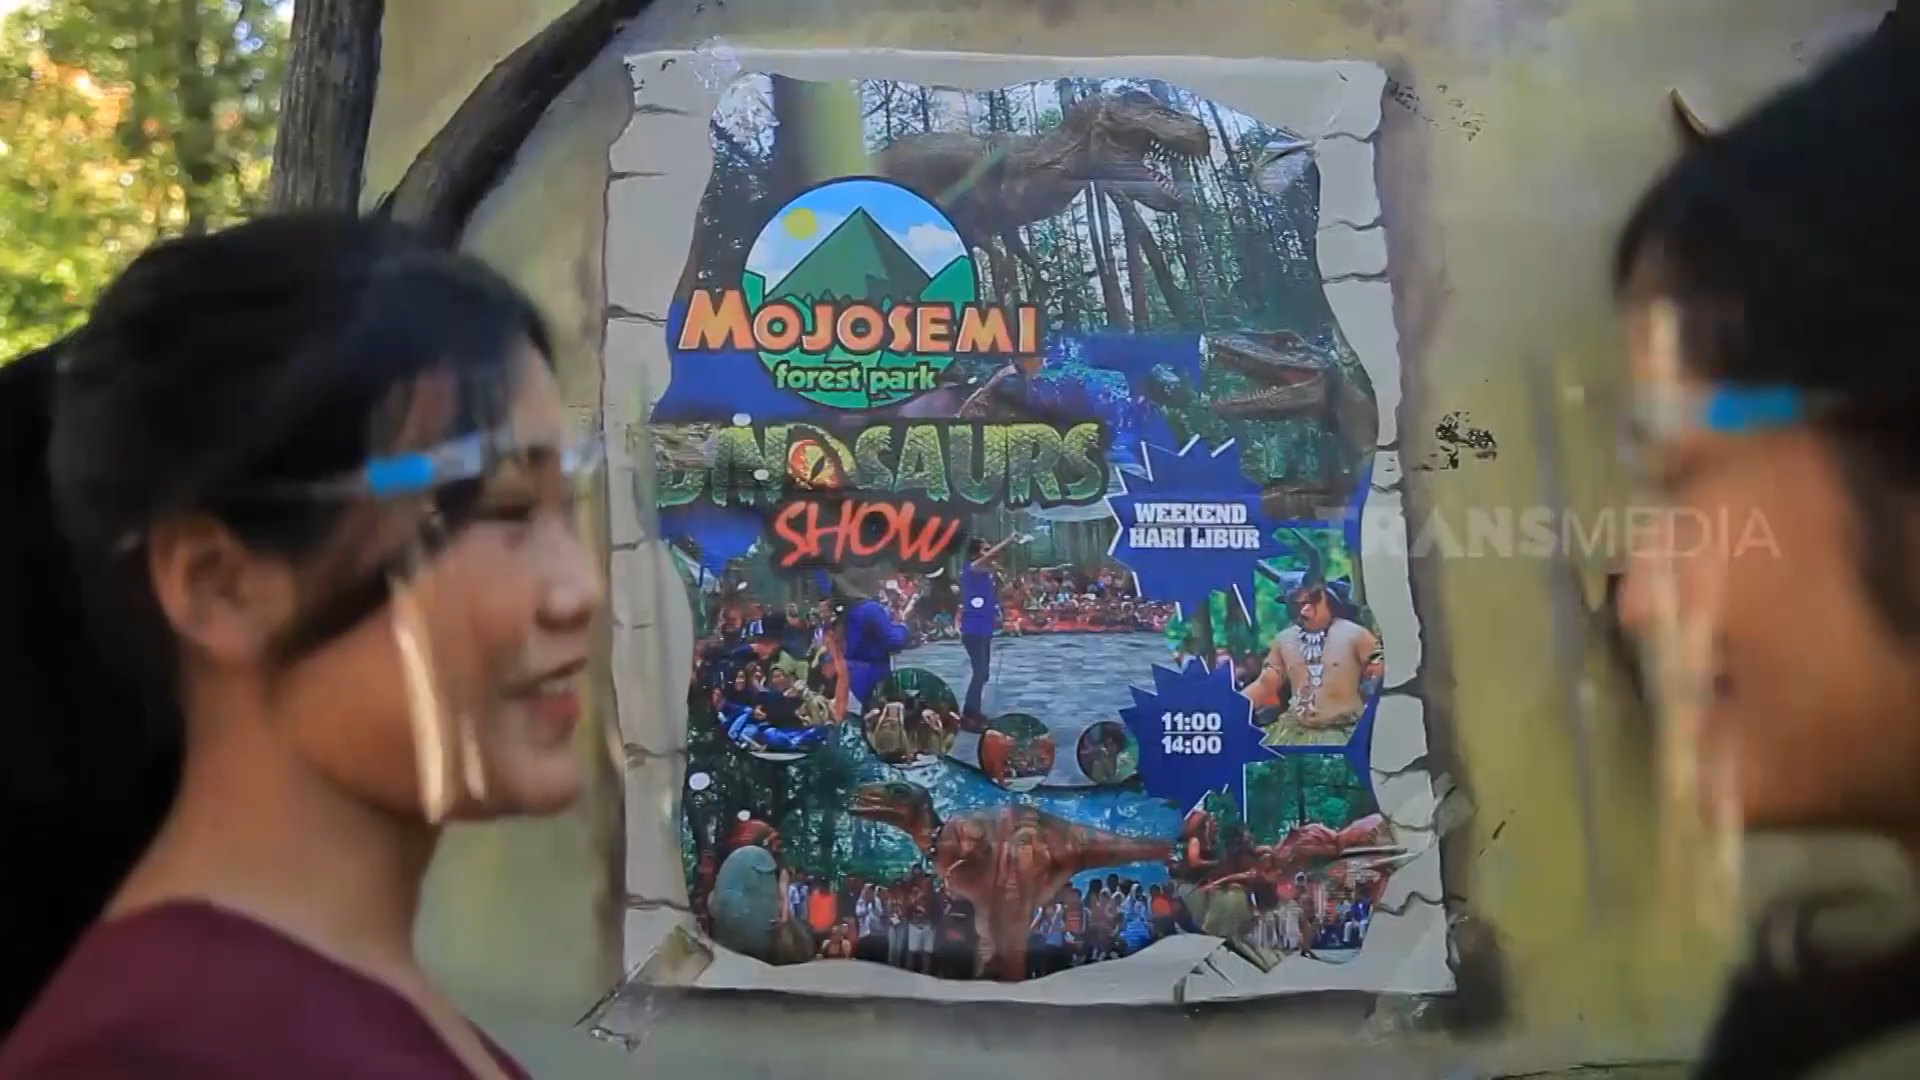 MOJOSEMI
forest park
DINOSAURS
SHOW
WEEKEND
HARI LIBUR
TRANSMEDIA
11:00
14:00